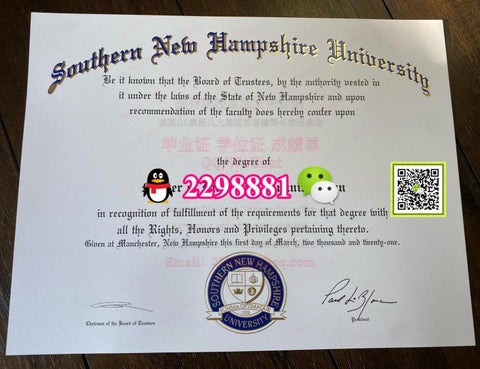 Southern New Hampshire University
Be it known that the Board of Trustees, by the authority vested in
it under the laws of the State of New Hampshire and upon
recommendation of the faculty does hereby confer upon
毕业证 学位证 成绩单
the degree of
2298881
in recognition of fulfillment of the requirements for that degree with
all the Rights, Honors and Privileges pertaining thereto.
Given at Manchester, New Hampshire this first day of March, two thousand and twenty-one.
Email:
SOUTHERN NEW HAMPSHIRE
UNIVERSITY
Chairman of the Board of Trustees
President